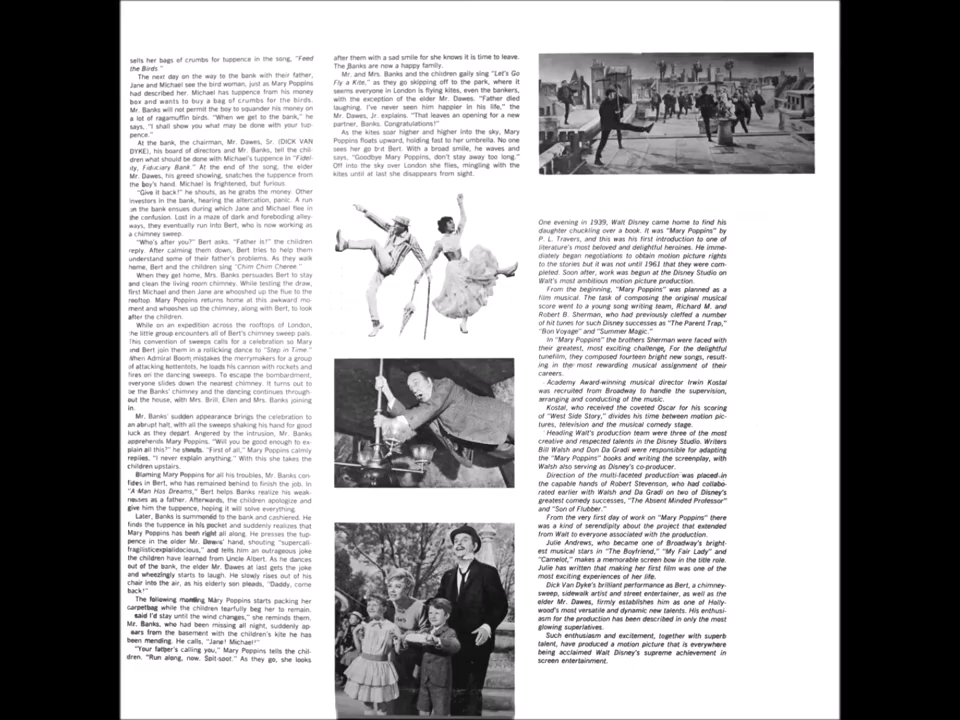 sells her bags of crumbs for tuppence in the song, "Feed
the Birds."
The next day on the way to the bank with their father,
Jane and Michael see the bird woman, just as Mary Poppins
had described her. Michael has tuppence from his money
box and wants to buy a bag of crumbs for the birds.
Mr. Banks will not permit the boy to squander his money on
a lot of ragamuffin birds. "When we get to the bank," he
says, "I shall show you what may be done with your tup-
pence."
At the bank, the chairman, Mr. Dawes, Sr. (DICK VAN
DYKE), his board of directors and Mr. Banks, tell the chil-
dren what should be done with Michael's tuppence in "Fidel-
ity, Fiduciary Bank." At the end of the song, the elder
Mr. Dawes, his greed showing, snatches the tuppence from
the boy's hand. Michael is frightened, but furious.
"Give it back!" he shouts, as he grabs the money. Other
investors in the bank, hearing the altercation, panic. A run
on the bank ensues during which Jane and Michael flee in
the confusion. Lost in a maze of dark and foreboding alley-
ways, they eventually run into Bert, who is now working as
a chimney sweep.
"Who's after you?" Bert asks. "Father is!" the children
reply. After calming them down, Bert tries to help them
understand some of their father's problems. As they walk
home, Bert and the children sing "Chim Chim Cheree."
When they get home, Mrs. Banks persuades Bert to stay
and clean the living room chimney. While testing the draw,
first Michael and then Jane are whooshed up the flue to the
rooftop. Mary Poppins returns home at this awkward mo-
ment and whooshes up the chimney, along with Bert, to look
after the children.
While on an expedition across the rooftops of London,
the little group encounters all of Bert's chimney sweep pals.
This convention of sweeps calls for a celebration so Mary
and Bert join them in a rollicking dance to "Step in Time."
When Admiral Boom mistakes the merrymakers for a group
of attacking hottentots, he loads his cannon with rockets and
fires on the dancing sweeps. To escape the bombardment,
everyone slides down the nearest chimney. It turns out to
be the Banks' chimney and the dancing continues through-
out the house, with Mrs. Brill, Ellen and Mrs. Banks joining
in.
Mr. Banks' sudden appearance brings the celebration to
an abrupt halt, with all the sweeps shaking his hand for good
luck as they depart. Angered by the intrusion, Mr. Banks
apprehends Mary Poppins. "Will you be good enough to ex-
plain all this?" he shouts. "First of all," Mary Poppins calmly
replies, "I never explain anything." With this she takes the
children upstairs.
Blaming Mary Poppins for all his troubles, Mr. Banks con-
fides in Bert, who has remained behind to finish the job. In
"A Man Has Dreams," Bert helps Banks realize his weak-
nesses as a father. Afterwards, the children apologize and
give him the tuppence, hoping it will solve everything.
Later, Banks is summoned to the bank and cashiered. He
finds the tuppence in his pocket and suddenly realizes that
Mary Poppins has been right all along. He presses the tup-
pence in the elder Mr. Dawes' hand, shouting "supercali-
fragilisticexpialidocious," and tells him an outrageous joke
the children have learned from Uncle Albert. As he dances
out of the bank, the elder Mr. Dawes at last gets the joke
and wheezingly starts to laugh. He slowly rises out of his
chair into the air, as his elderly son pleads, "Daddy, come
back!"
The following morning Mary Poppins starts packing her
carpetbag while the children tearfully beg her to remain.
said I'd stay until the wind changes," she reminds them.
Mr. Banks, who had been missing all night, suddenly ap-
ears from the basement with the children's kite he has
been mending. He calls, "Jane! Michael!"
"Your father's calling you," Mary Poppins tells the chil-
dren. "Run along, now. Spit-spot." As they go, she looks
after them with a sad smile for she knows it is time to leave.
The Banks are now a happy family.
Mr. and Mrs. Banks and the children gaily sing "Let's Go
Fly a Kite," as they go skipping off to the park, where it
seems everyone in London is flying kites, even the bankers,
with the exception of the elder Mr. Dawes. "Father died
laughing. I've never seen him happier in his life," the
Mr. Dawes, Jr. explains. "That leaves an opening for a new
partner, Banks. Congratulations!"
As the kites soar higher and higher into the sky, Mary
Poppins floats upward, holding fast to her umbrella. No one
sees her go but Bert. With a broad smile, he waves and
says, "Goodbye Mary Poppins, don't stay away too long."
Off into the sky over London she flies, mingling with the
kites until at last she disappears from sight.
One evening in 1939, Walt Disney came home to find his
daughter chuckling over a book. It was "Mary Poppins" by
P. L. Travers, and this was his first introduction to one of
literature's most beloved and delightful heroines. He imme-
diately began negotiations to obtain motion picture rights
to the stories but it was not until 1961 that they were com-
pleted. Soon after, work was begun at the Disney Studio on
Walt's most ambitious motion picture production.
From the beginning, "Mary Poppins" was planned as a
film musical. The task of composing the original musical
score went to a young song writing team, Richard M. and
Robert B. Sherman, who had previously cleffed a number
of hit tunes for such Disney successes as "The Parent Trap,"
"Bon Voyage" and "Summer Magic."
In "Mary Poppins" the brothers Sherman were faced with
their greatest, most exciting challenge. For the delightful
tunefilm, they composed fourteen bright new songs, result-
ing in the most rewarding musical assignment of their
careers.
Academy Award-winning musical director Irwin Kostal
was recruited from Broadway to handle the supervision,
arranging and conducting of the music.
Kostal, who received the coveted Oscar for his scoring
of "West Side Story," divides his time between motion pic-
tures, television and the musical comedy stage.
Heading Walt's production team were three of the most
creative and respected talents in the Disney Studio. Writers
Bill Walsh and Don Da Gradi were responsible for adapting
the "Mary Poppins" books and writing the screenplay, with
Walsh also serving as Disney's co-producer.
Direction of the multi-faceted production was placed in
the capable hands of Robert Stevenson, who had collabo-
rated earlier with Walsh and Da Gradi on two of Disney's
greatest comedy successes, "The Absent Minded Professor"
and "Son of Flubber."
From the very first day of work on "Mary Poppins" there
was a kind of serendipity about the project that extended
from Walt to everyone associated with the production.
Julie Andrews, who became one of Broadway's bright-
est musical stars in "The Boyfriend," "My Fair Lady" and
"Camelot," makes a memorable screen bow in the title role.
Julie has written that making her first film was one of the
most exciting experiences of her life.
Dick Van Dyke's brilliant performance as Bert, a chimney-
sweep, sidewalk artist and street entertainer, as well as the
elder Mr. Dawes, firmly establishes him as one of Holly-
wood's most versatile and dynamic new talents. His enthusi-
asm for the production has been described in only the most
glowing superlatives.
Such enthusiasm and excitement, together with superb
talent, have produced a motion picture that is everywhere
being acclaimed Walt Disney's supreme achievement in
screen entertainment.